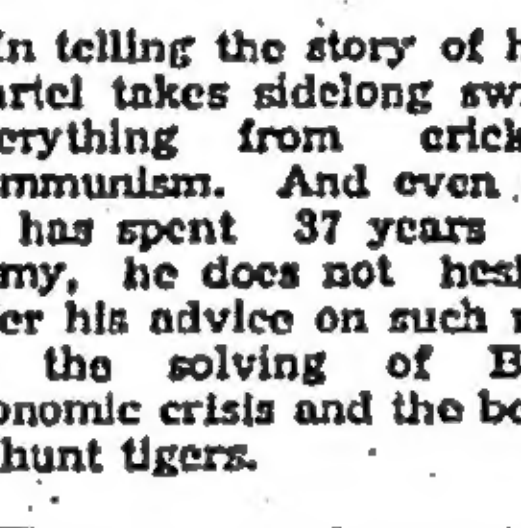 In telling the story of h
artel takes sidelong sw
erything from crick
mmunism. And even
has spent 37 years
my, he does not hesi
er his advice on such
the solving of B
onomic crisis and the be
hunt tigers.